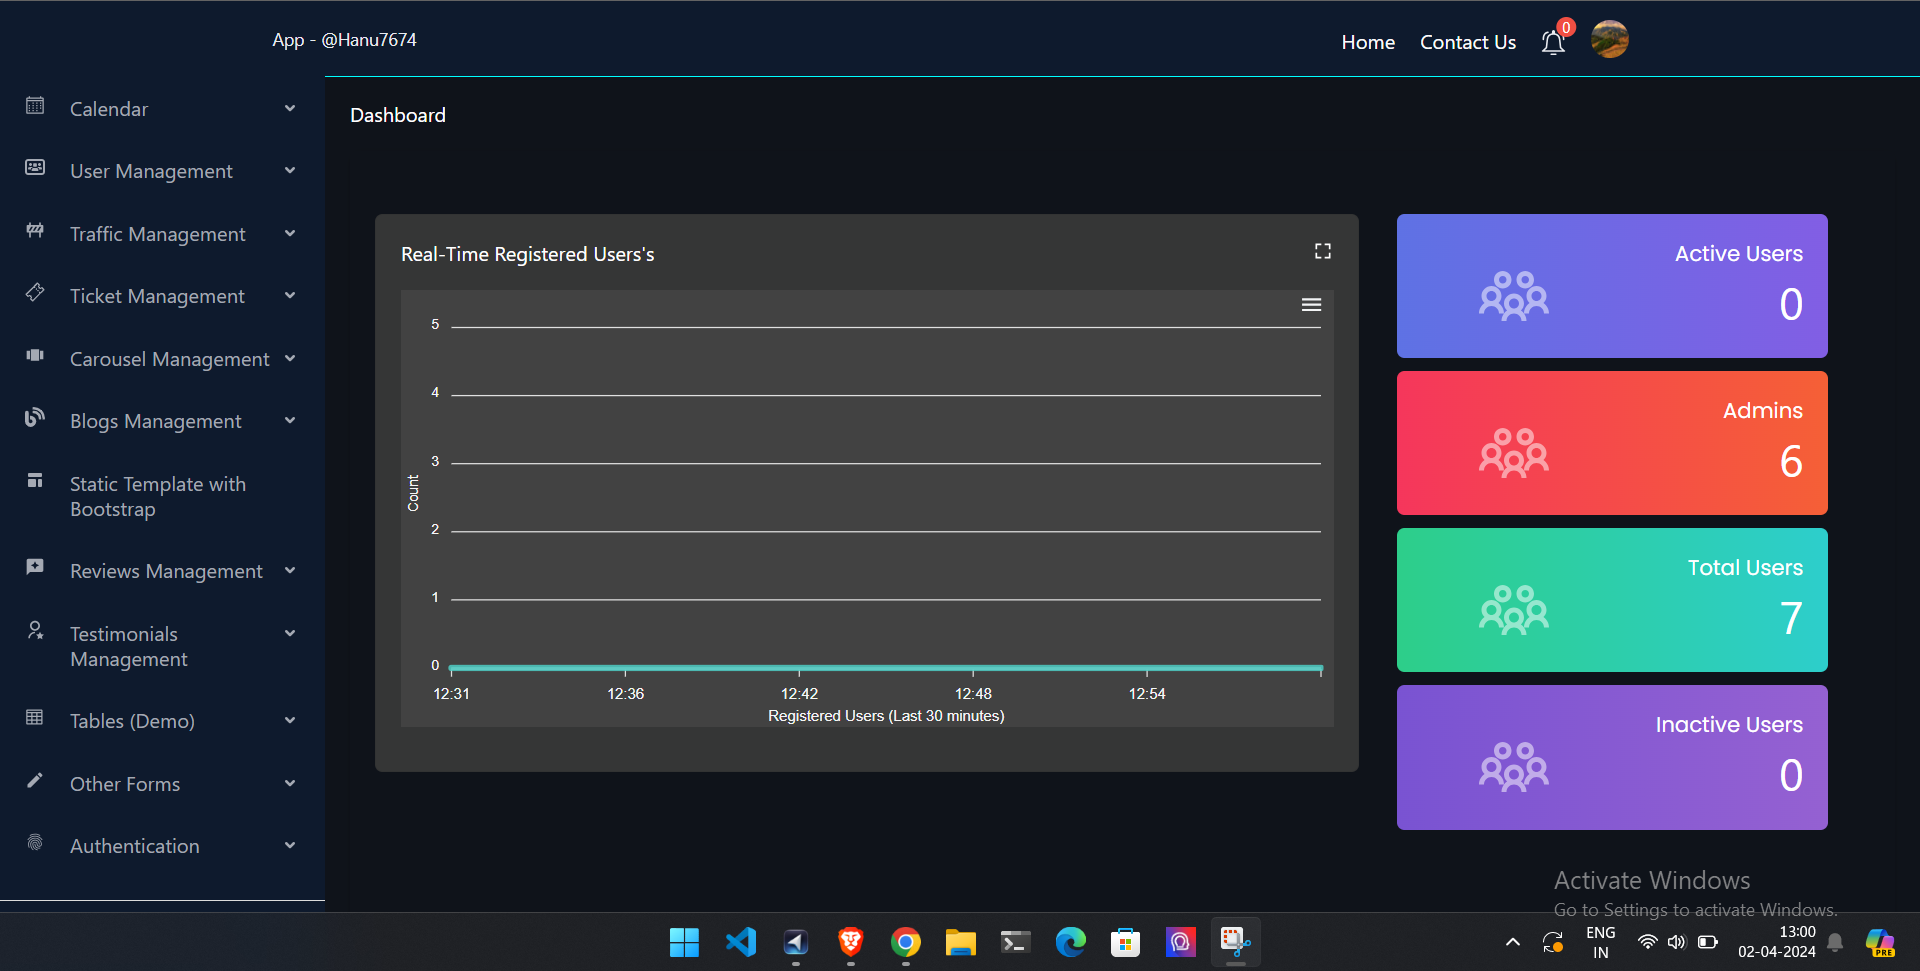 App - @Hanu7674
Home
Contact Us
0
Calendar
User Management
Traffic Management
Ticket Management
Carousel Management
Blogs Management
Static Template with
Bootstrap
Reviews Management
Testimonials
Management
Tables (Demo)
Other Forms
Authentication
Dashboard
Real-Time Registered Users's
5
4
3
2
1
0
Count
12:31
12:36
12:42
12:48
12:54
Registered Users (Last 30 minutes)
Active Users
0
Admins
6
Total Users
7
Inactive Users
0
Activate Windows
Go to Settings to activate Windows.
ENG
IN
13:00
02-04-2024
PRE